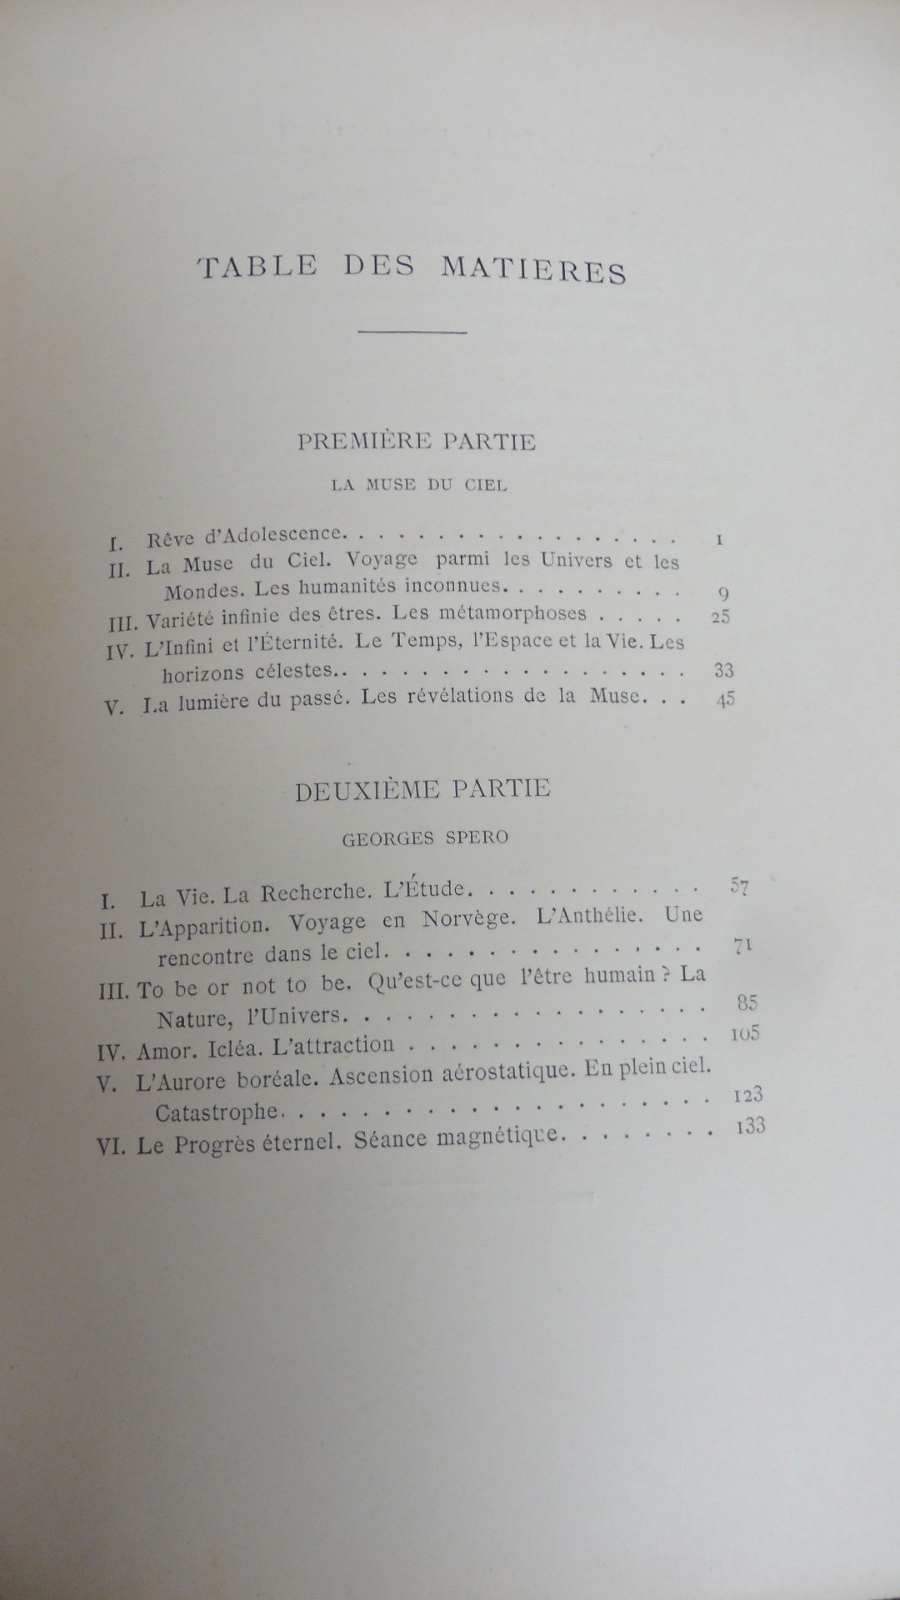 TABLE DES MATIERES
PREMIÈRE PARTIE
LA MUSE DU CIEL
I. Rêve d'Adolescence. . . . . . . . . . . . . . . . . . 1
II. La Muse du Ciel. Voyage parmi les Univers et les
Mondes. Les humanités inconnues. . . . . . . . . . 9
III. Variété infinie des êtres. Les métamorphoses . . . . . 25
IV. L'Infini et l'Éternité. Le Temps, l'Espace et la Vie. Les
horizons célestes.. . . . . . . . . . . . . . . . . . 33
V. La lumière du passé. Les révélations de la Muse. . . 45
DEUXIÈME PARTIE
GEORGES SPERO
I. La Vie. La Recherche. L'Étude. . . . . . . . . . . . 57
II. L'Apparition. Voyage en Norvège. L'Anthélie. Une
rencontre dans le ciel. . . . . . . . . . . . . . . . 71
III. To be or not to be. Qu'est-ce que l'être humain ? La
Nature, l'Univers. . . . . . . . . . . . . . . . . . 85
IV. Amor. Icléa. L'attraction . . . . . . . . . . . . . . . 105
V. L'Aurore boréale. Ascension aérostatique. En plein ciel.
Catastrophe. . . . . . . . . . . . . . . . . . . . . 123
VI. Le Progrès éternel. Séance magnétique. . . . . . . . 133